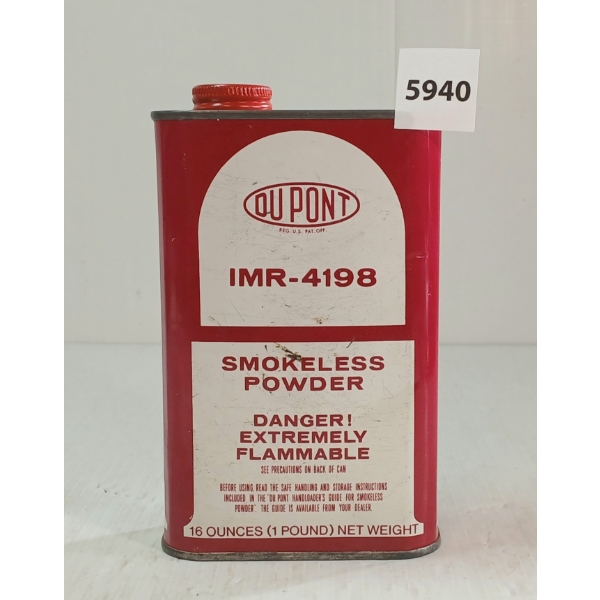 5940
DU PONT
REG. U.S. PAT. OFF.
IMR-4198
SMOKELESS
POWDER
DANGER!
EXTREMELY
FLAMMABLE
SEE PRECAUTIONS ON BACK OF CAN
BEFORE USING READ THE SAFE HANDLING AND STORAGE INSTRUCTIONS
INCLUDED IN THE "DU PONT HANDLOADER'S GUIDE FOR SMOKELESS
POWDER". THE GUIDE IS AVAILABLE FROM YOUR DEALER.
16 OUNCES (1 POUND) NET WEIGHT